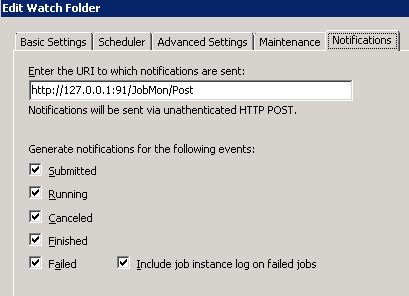 Edit Watch Folder
Basic Settings Scheduler Advanced Settings Maintenance Notifications
Enter the URI to which notifications are sent:
http://127.0.0.1:91/JobMon/Post
Notifications will be sent via unauthenticated HTTP POST.
Generate notifications for the following events:
Submitted
Running
Canceled
Finished
Failed Include job instance log on failed jobs